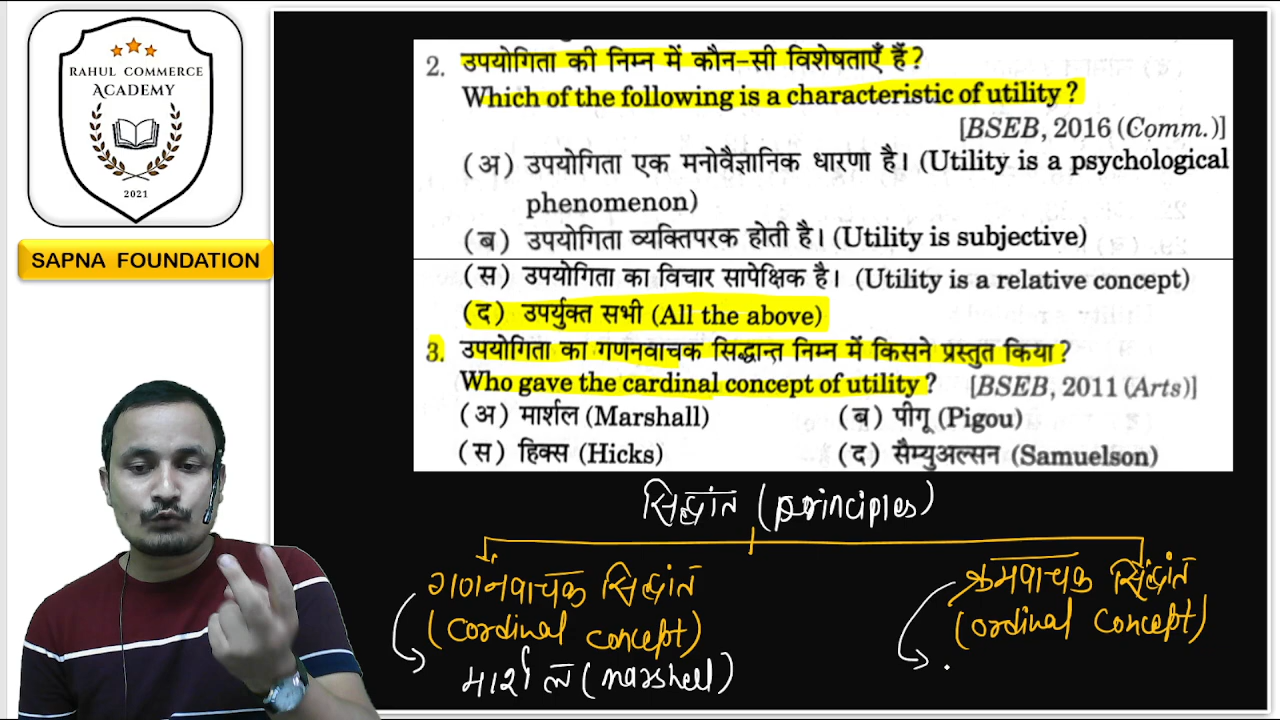 RAHUL COMMERCE
ACADEMY
2021
SAPNA FOUNDATION
2. उपयोगिता की निम्न में कौन-सी विशेषताएँ हैं?
Which of the following is a characteristic of utility?
[BSEB, 2016 (Comm.)]
(अ) उपयोगिता एक मनोवैज्ञानिक धारणा है। (Utility is a psychological
phenomenon)
(ब) उपयोगिता व्यक्तिपरक होती है। (Utility is subjective)
(स) उपयोगिता का विचार सापेक्षिक है। (Utility is a relative concept)
(द) उपर्युक्त सभी (All the above)
3. उपयोगिता का गणनवाचक सिद्धान्त निम्न में किसने प्रस्तुत किया?
Who gave the cardinal concept of utility? [BSEB, 2011 (Arts)]
(अ) मार्शल (Marshall) (ब) पीगू (Pigou)
(स) हिक्स (Hicks) (द) सैम्युअल्सन (Samuelson)
सिद्धांत (principles)
गणनवाचक सिद्धांत क्रमवाचक सिद्धांत
(cordinal concept) (ordinal concept)
मार्शल (marshell)